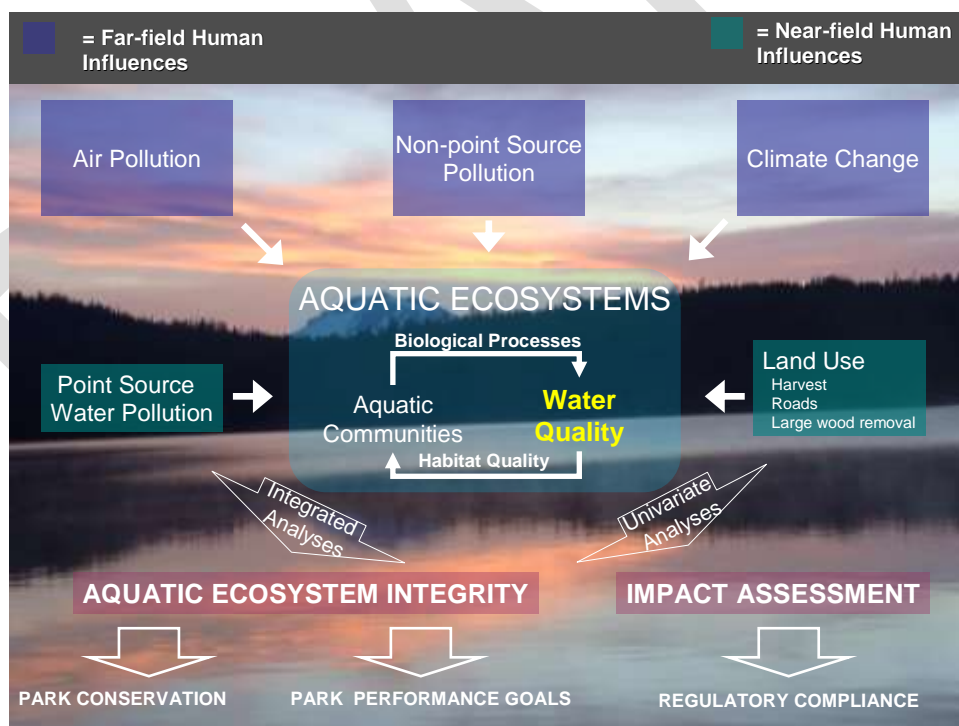 = Far-field Human
Influences
= Near-field Human
Influences
Air Pollution
Non-point Source
Pollution
Climate Change
AQUATIC ECOSYSTEMS
Biological Processes
Point Source
Water Pollution
Aquatic
Communities
Water
Quality
Habitat Quality
Land Use
Harvest
Roads
Large wood removal
Integrated
Analyses
Univariate
Analyses
AQUATIC ECOSYSTEM INTEGRITY
IMPACT ASSESSMENT
PARK CONSERVATION
PARK PERFORMANCE GOALS
REGULATORY COMPLIANCE